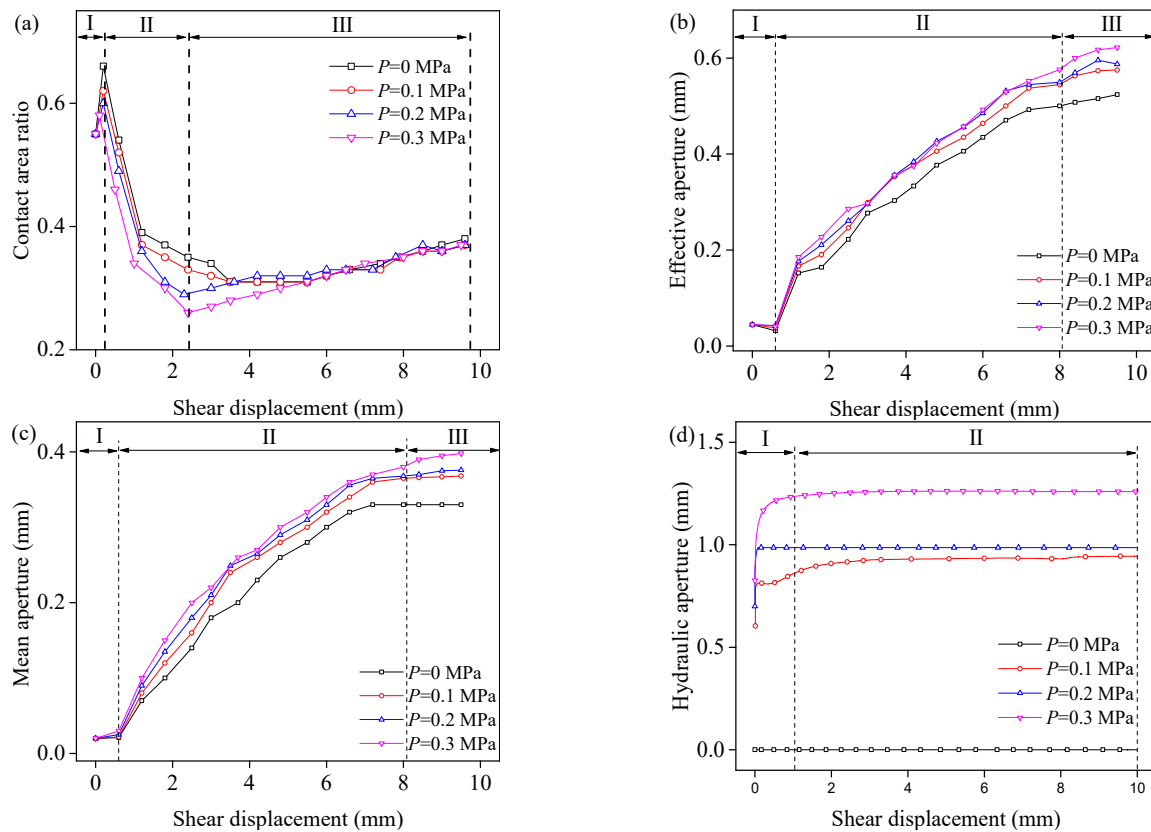 (a)
I
II
III
P=0 MPa
P=0.1 MPa
P=0.2 MPa
P=0.3 MPa
0.6
0.4
0.2
Contact area ratio
0 2 4 6 8 10
Shear displacement (mm)
(b)
I
II
III
P=0 MPa
P=0.1 MPa
P=0.2 MPa
P=0.3 MPa
0.6
0.4
0.2
0.0
Effective aperture (mm)
0 2 4 6 8 10
Shear displacement (mm)
(c)
I
II
III
P=0 MPa
P=0.1 MPa
P=0.2 MPa
P=0.3 MPa
0.4
0.2
0.0
Mean aperture (mm)
0 2 4 6 8 10
Shear displacement (mm)
(d)
I
II
P=0 MPa
P=0.1 MPa
P=0.2 MPa
P=0.3 MPa
1.5
1.0
0.5
0.0
Hydraulic aperture (mm)
0 2 4 6 8 10
Shear displacement (mm)